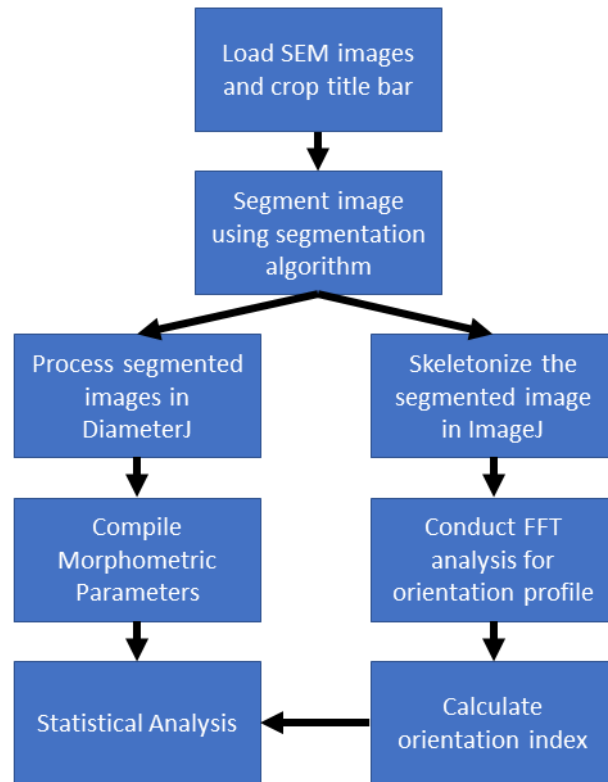 Load SEM images
and crop title bar
Segment image
using segmentation
algorithm
Process segmented
images in
DiameterJ
Skeletonize the
segmented image
in ImageJ
Compile
Morphometric
Parameters
Conduct FFT
analysis for
orientation profile
Statistical Analysis
Calculate
orientation index